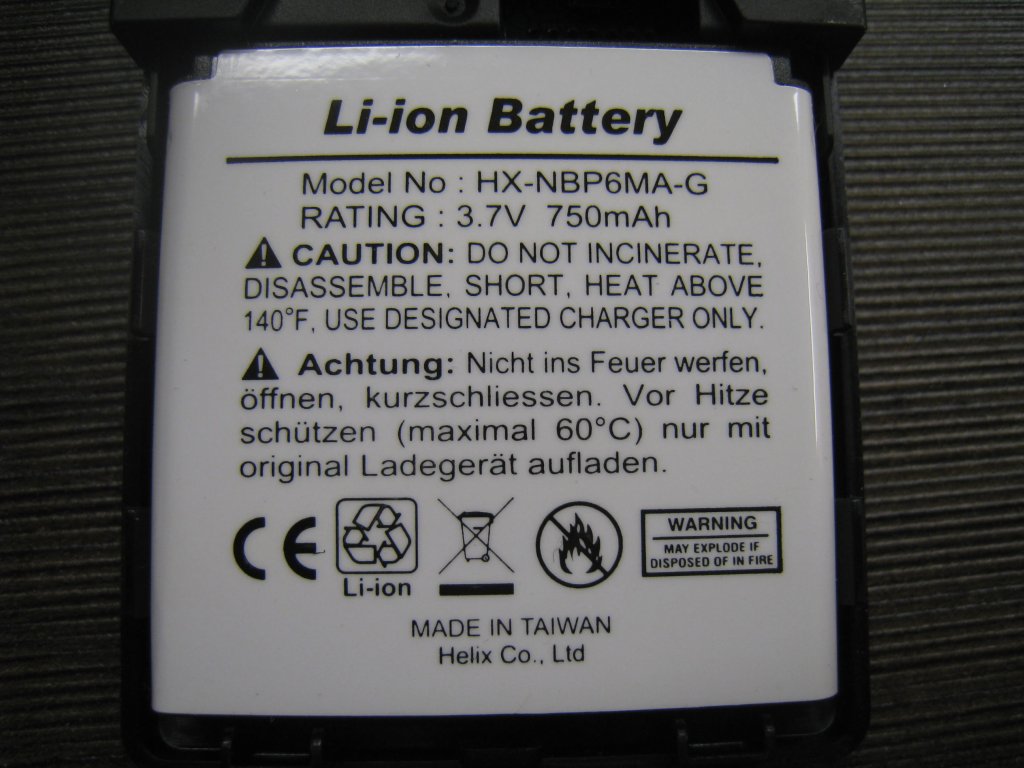 Li-ion Battery
Model No : HX-NBP6MA-G
RATING : 3.7V 750mAh
CAUTION: DO NOT INCINERATE,
DISASSEMBLE, SHORT, HEAT ABOVE
140°F, USE DESIGNATED CHARGER ONLY.
Achtung: Nicht ins Feuer werfen,
öffnen, kurzschliessen. Vor Hitze
schützen (maximal 60°C) nur mit
original Ladegerät aufladen.
CE
Li-ion
WARNING
MAY EXPLODE IF
DISPOSED OF IN FIRE
MADE IN TAIWAN
Helix Co., Ltd